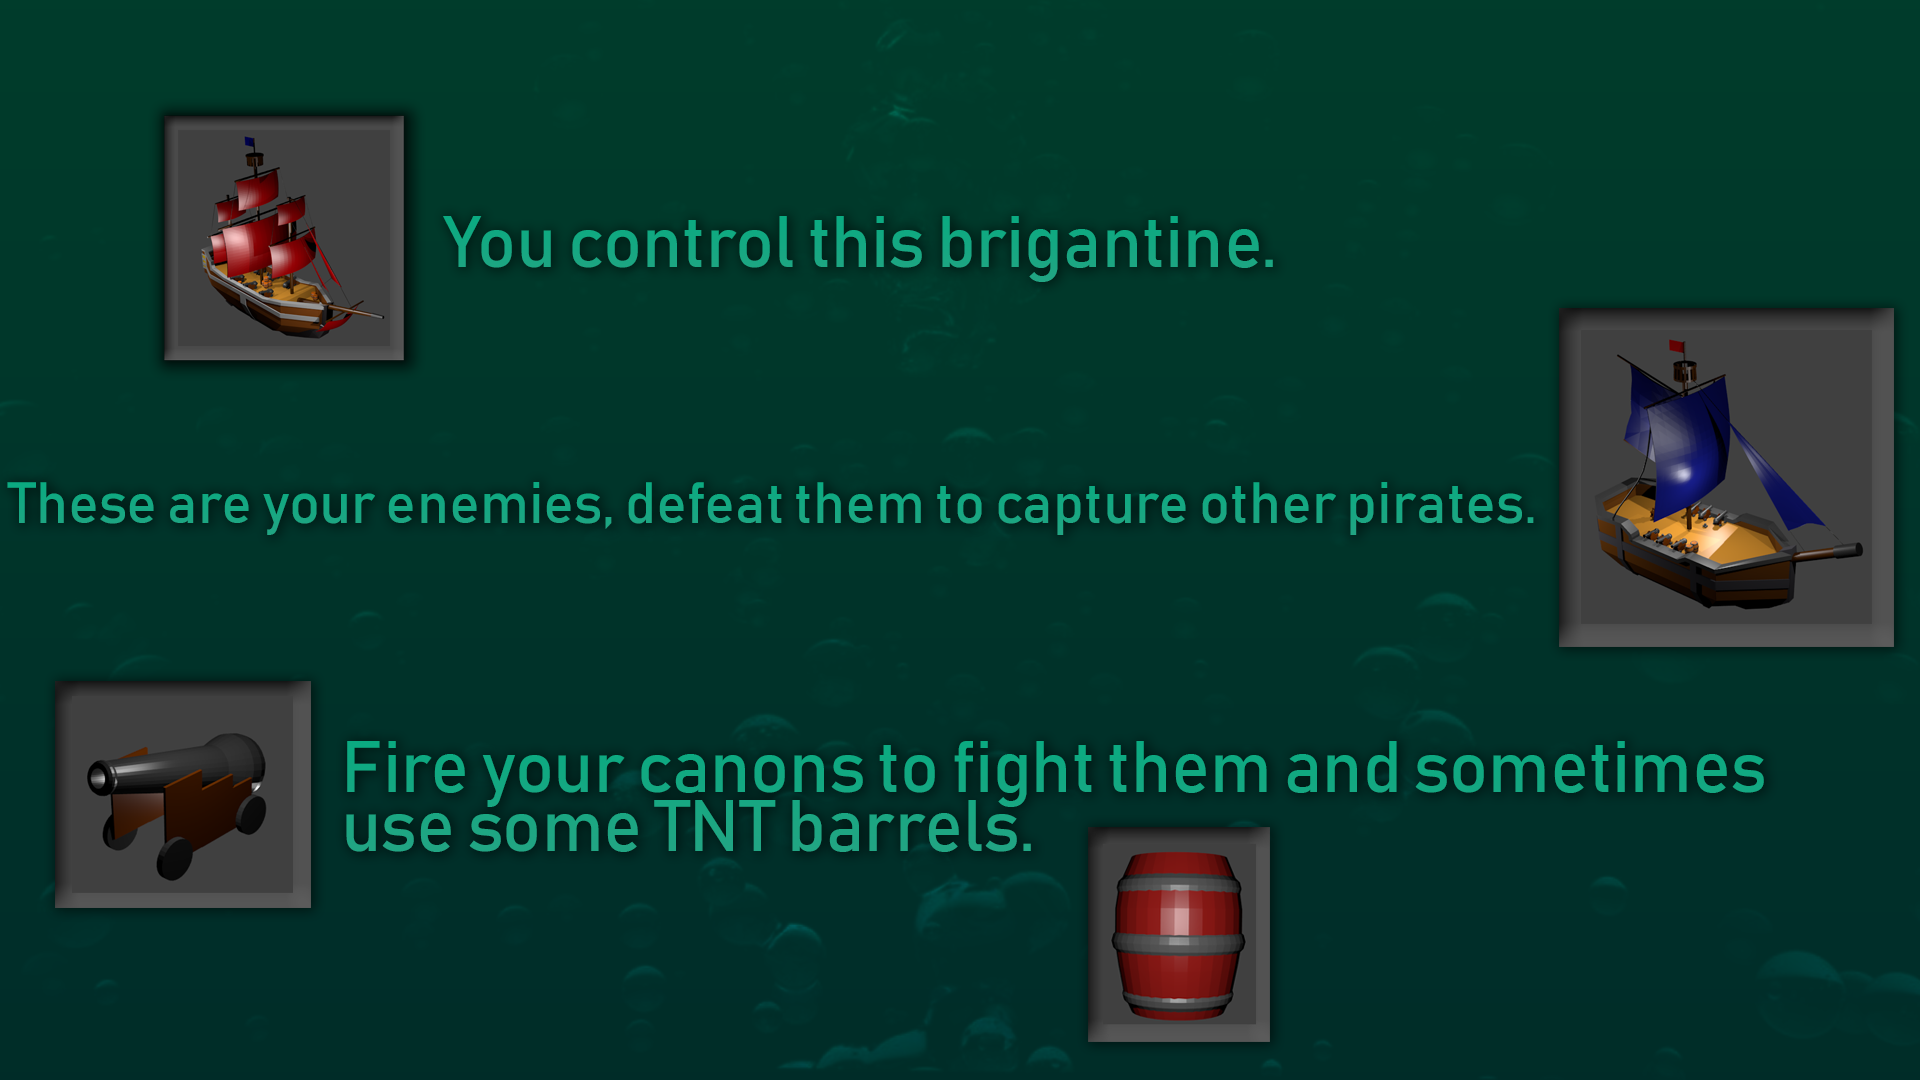 You control this brigantine.
These are your enemies, defeat them to capture other pirates.
Fire your canons to fight them and sometimes
use some TNT barrels.